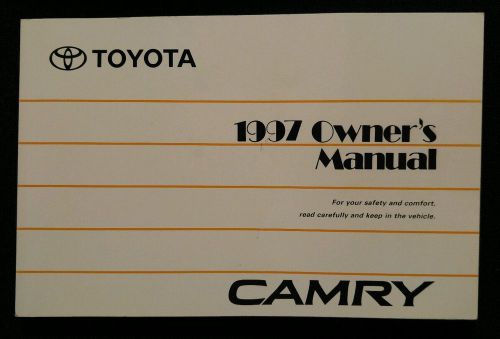 TOYOTA
1997 Owner's
Manual
For your safety and comfort,
read carefully and keep in the vehicle.
CAMRY